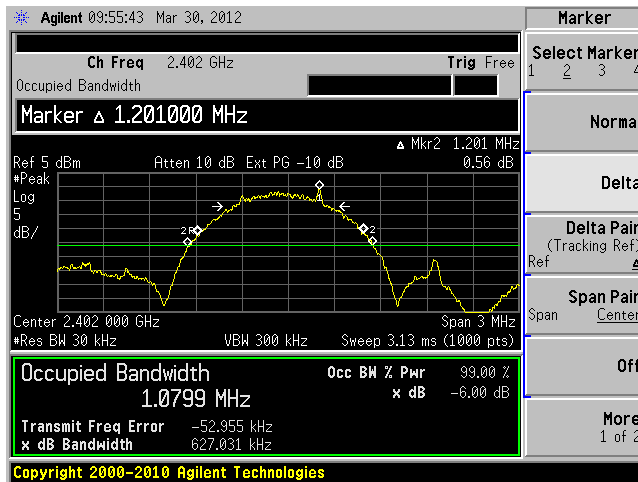 Agilent 09:55:43 Mar 30, 2012
Marker
Ch Freq 2.402 GHz Trig Free
Occupied Bandwidth
Select Marker
1 2 3 4
Marker Δ 1.201000 MHz
Normal
Δ Mkr2 1.201 MHz
Ref 5 dBm Atten 10 dB Ext PG -10 dB 0.56 dB
#Peak
Log
5
dB/
2R
2
Delta
Delta Pair
(Tracking Ref)
Ref Δ
Span Pair
Span Center
Center 2.402 000 GHz Span 3 MHz
#Res BW 30 kHz VBW 300 kHz Sweep 3.13 ms (1000 pts)
Off
Occupied Bandwidth Occ BW % Pwr 99.00 %
1.0799 MHz x dB -6.00 dB
Transmit Freq Error -52.955 kHz
x dB Bandwidth 627.031 kHz
More
1 of 2
Copyright 2000-2010 Agilent Technologies